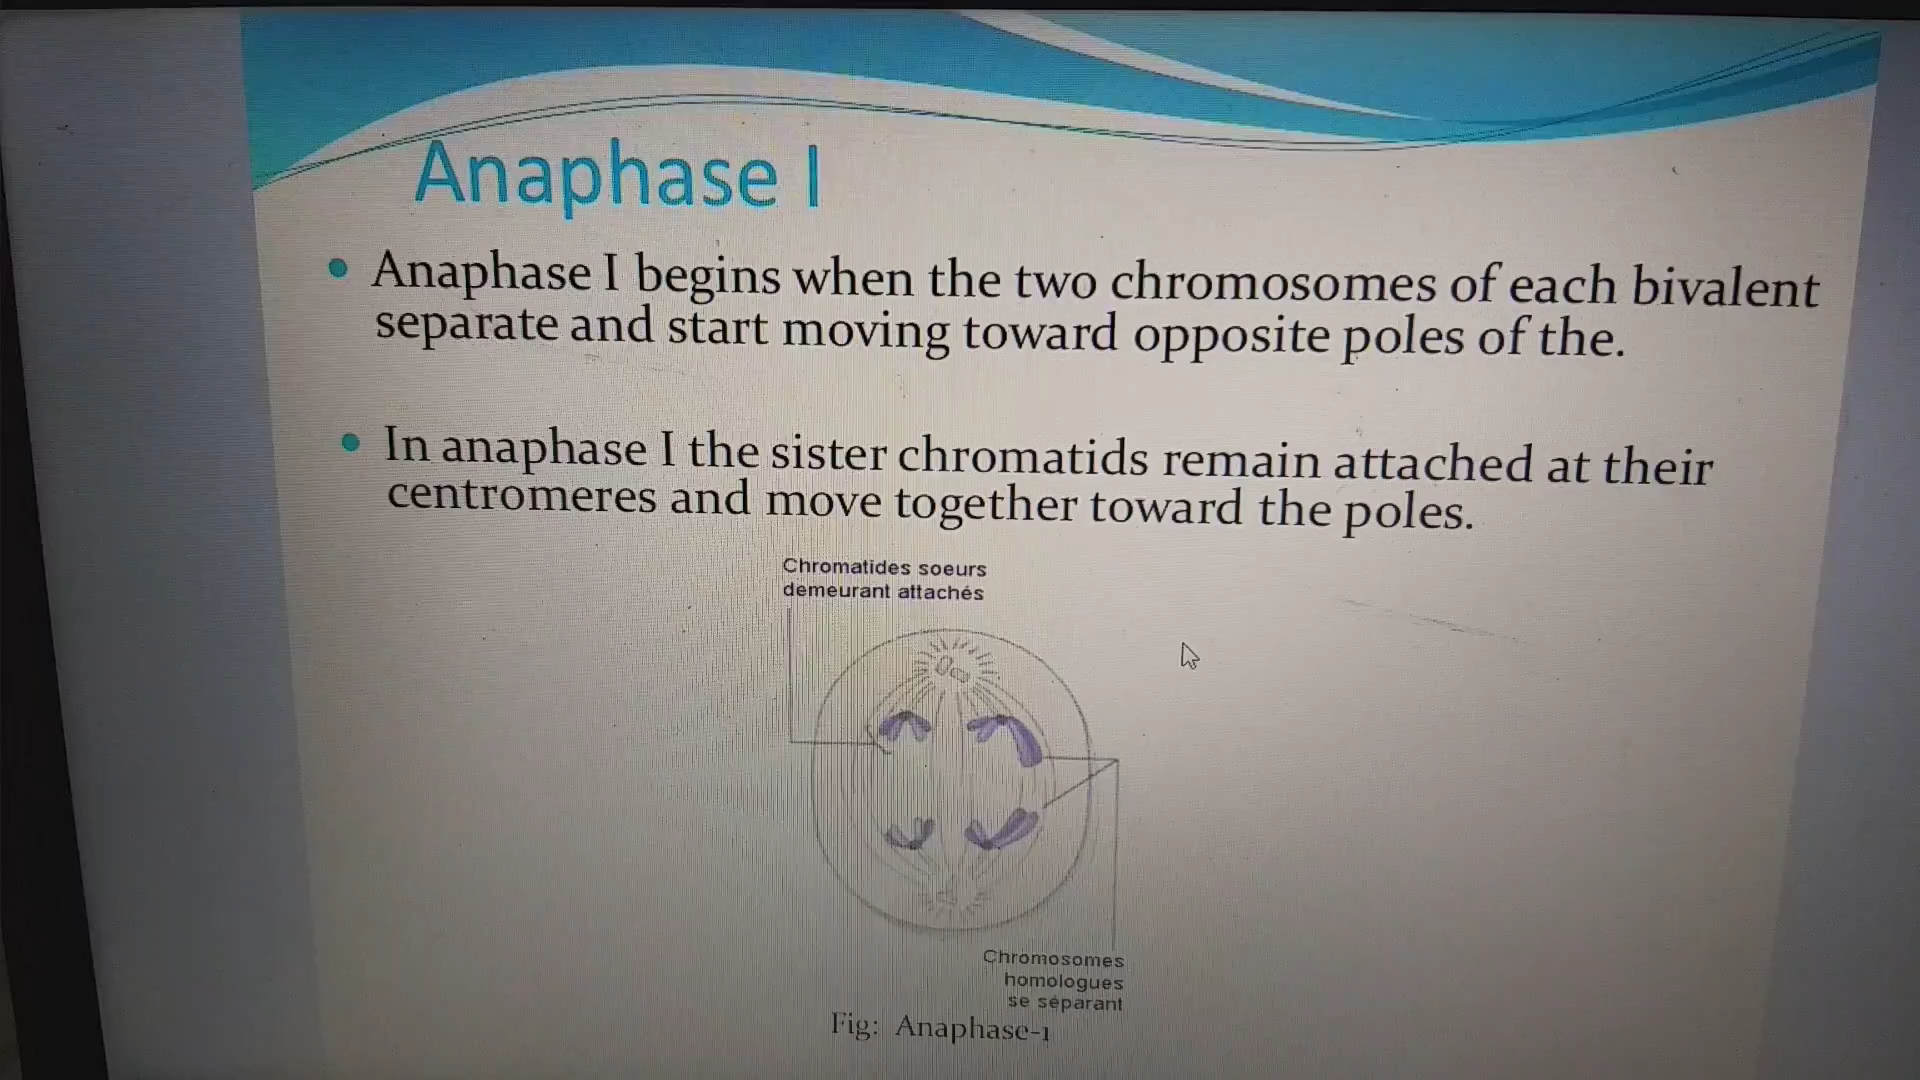 Anaphase I
• Anaphase I begins when the two chromosomes of each bivalent
separate and start moving toward opposite poles of the.
• In anaphase I the sister chromatids remain attached at their
centromeres and move together toward the poles.
Chromatides soeurs
demeurant attachés
Chromosomes
homologues
se séparant
Fig: Anaphase-1